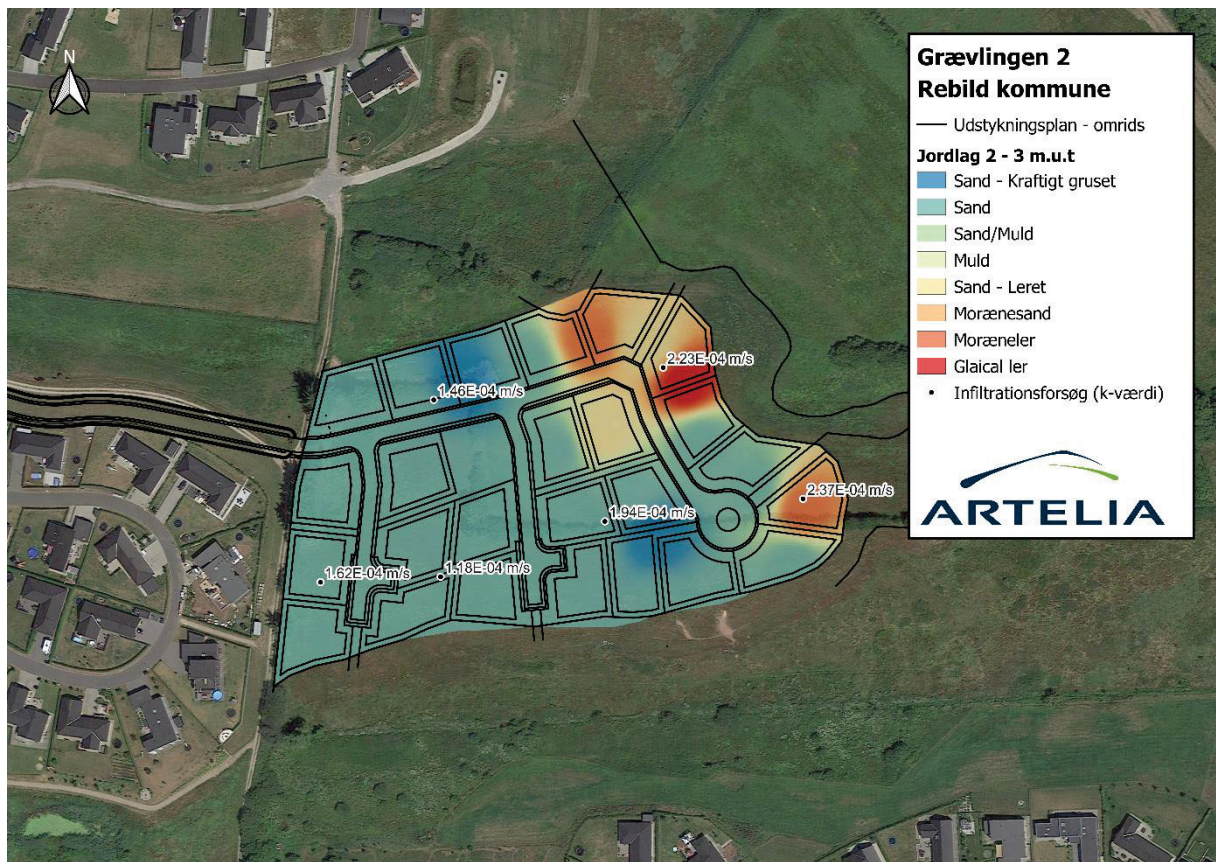 N
Grævlingen 2
Rebild kommune
Udstykningsplan - omrids
Jordlag 2 - 3 m.u.t
Sand - Kraftigt gruset
Sand
Sand/Muld
Muld
Sand - Leret
Morænesand
Moræneler
Glaical ler
Infiltrationsforsøg (k-værdi)
ARTELIA
2.23E-04 m/s
1.46E-04 m/s
2.37E-04 m/s
1.94E-04 m/s
1.62E-04 m/s
1.18E-04 m/s